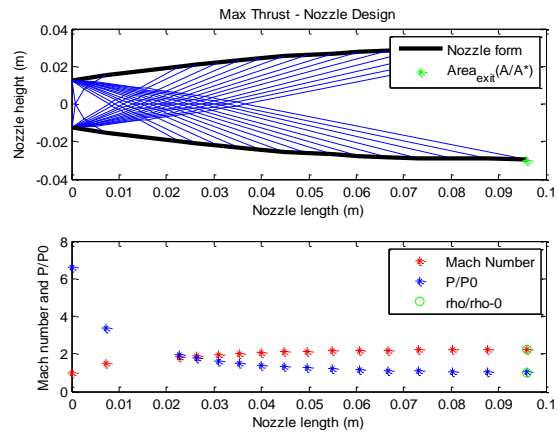 Max Thrust - Nozzle Design
0.04
0.02
0
-0.02
-0.04
Nozzle height (m)
Nozzle form
Area_exit(A/A*)
0 0.01 0.02 0.03 0.04 0.05 0.06 0.07 0.08 0.09 0.1
Nozzle length (m)
8
6
4
2
0
Mach number and P/P0
Mach Number
P/P0
rho/rho-0
0 0.01 0.02 0.03 0.04 0.05 0.06 0.07 0.08 0.09 0.1
Nozzle length (m)